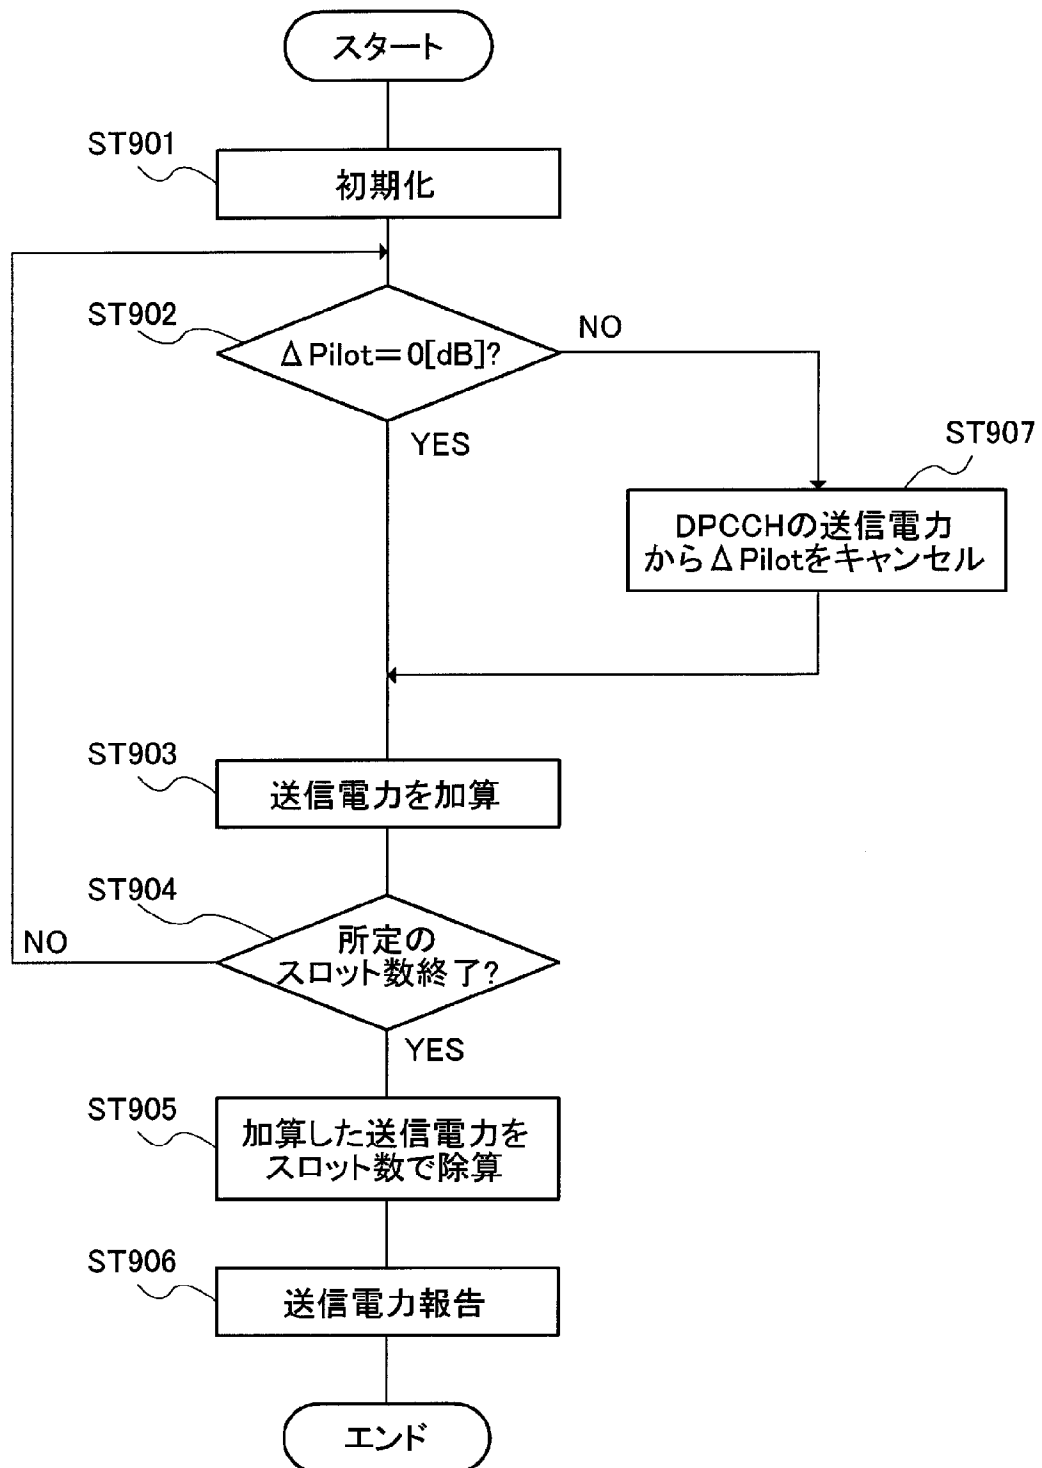 スタート
ST901
初期化
ST902
Δ Pilot＝0[dB]?
NO
YES
ST907
DPCCHの送信電力
からΔ Pilotをキャンセル
ST903
送信電力を加算
ST904
所定の
スロット数終了?
NO
YES
ST905
加算した送信電力を
スロット数で除算
ST906
送信電力報告
エンド